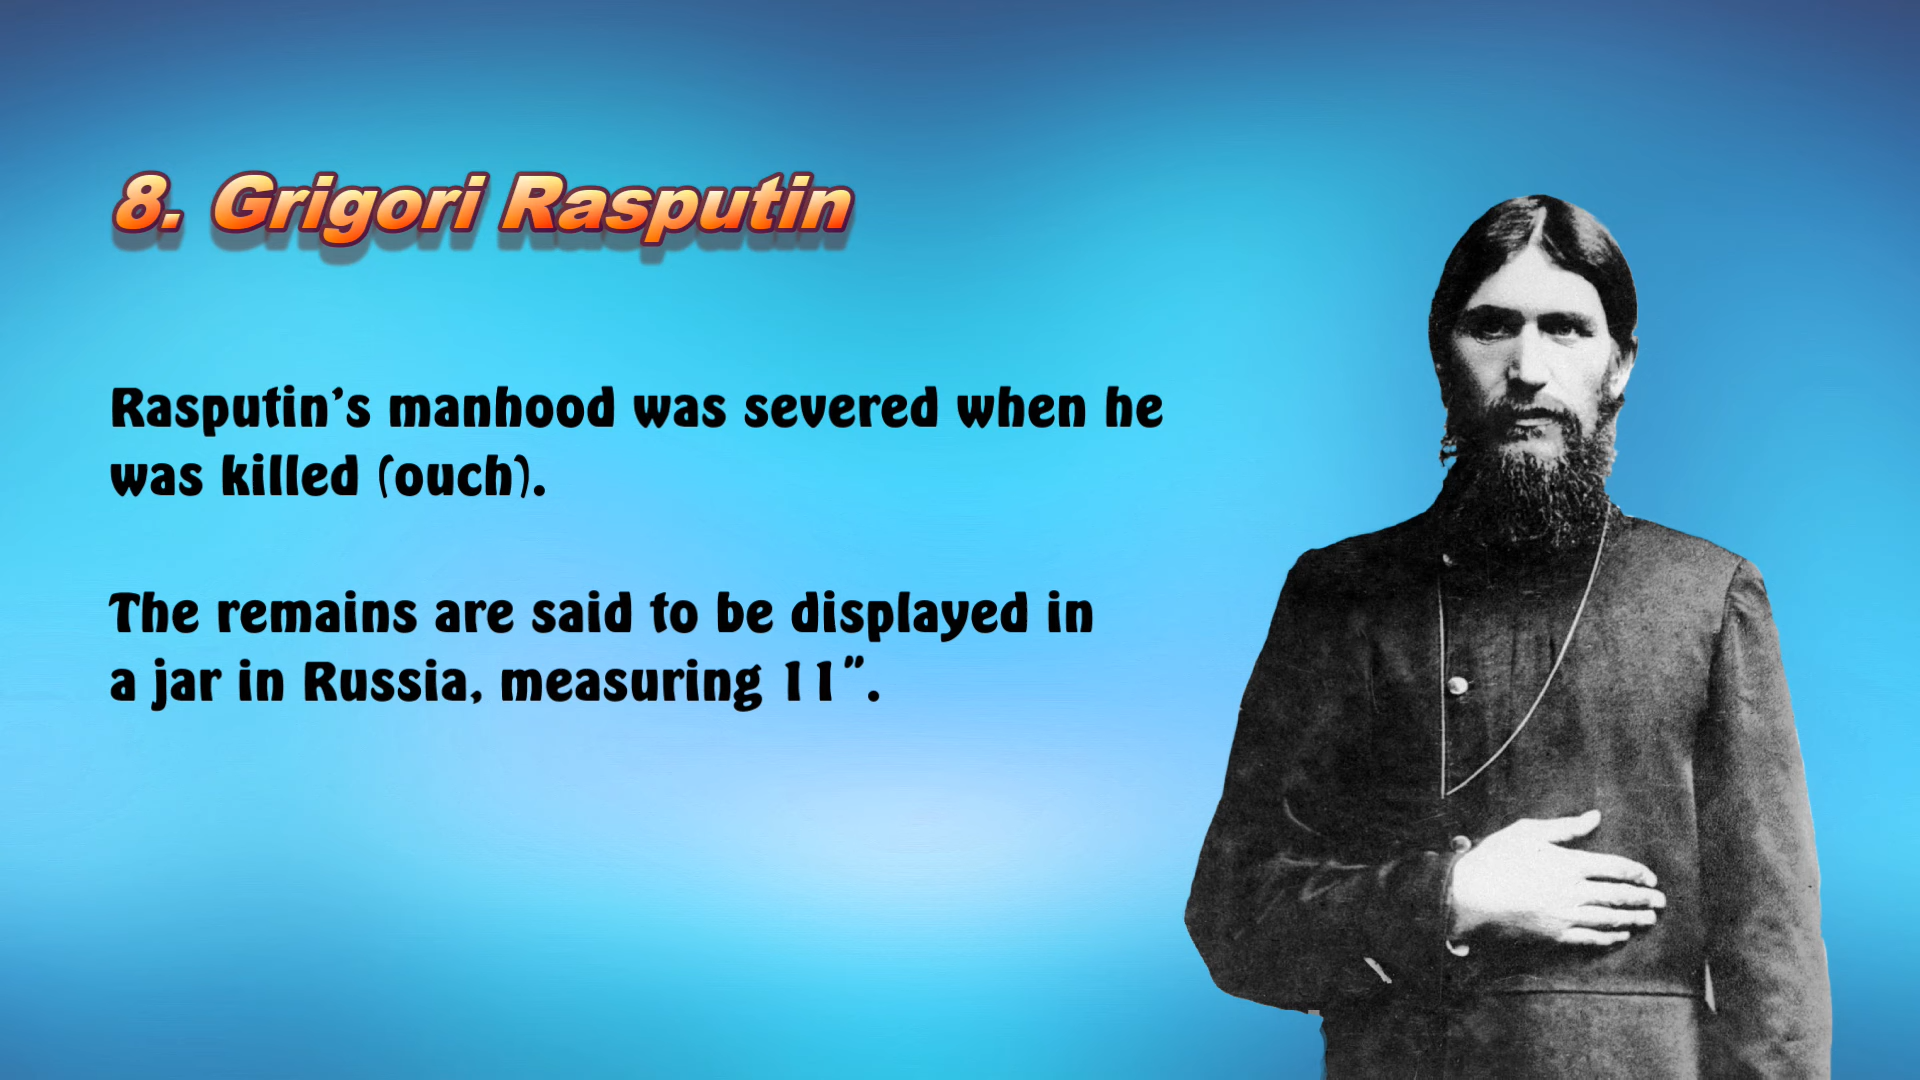 8. Grigori Rasputin
Rasputin’s manhood was severed when he
was killed (ouch).
The remains are said to be displayed in
a jar in Russia, measuring 11”.